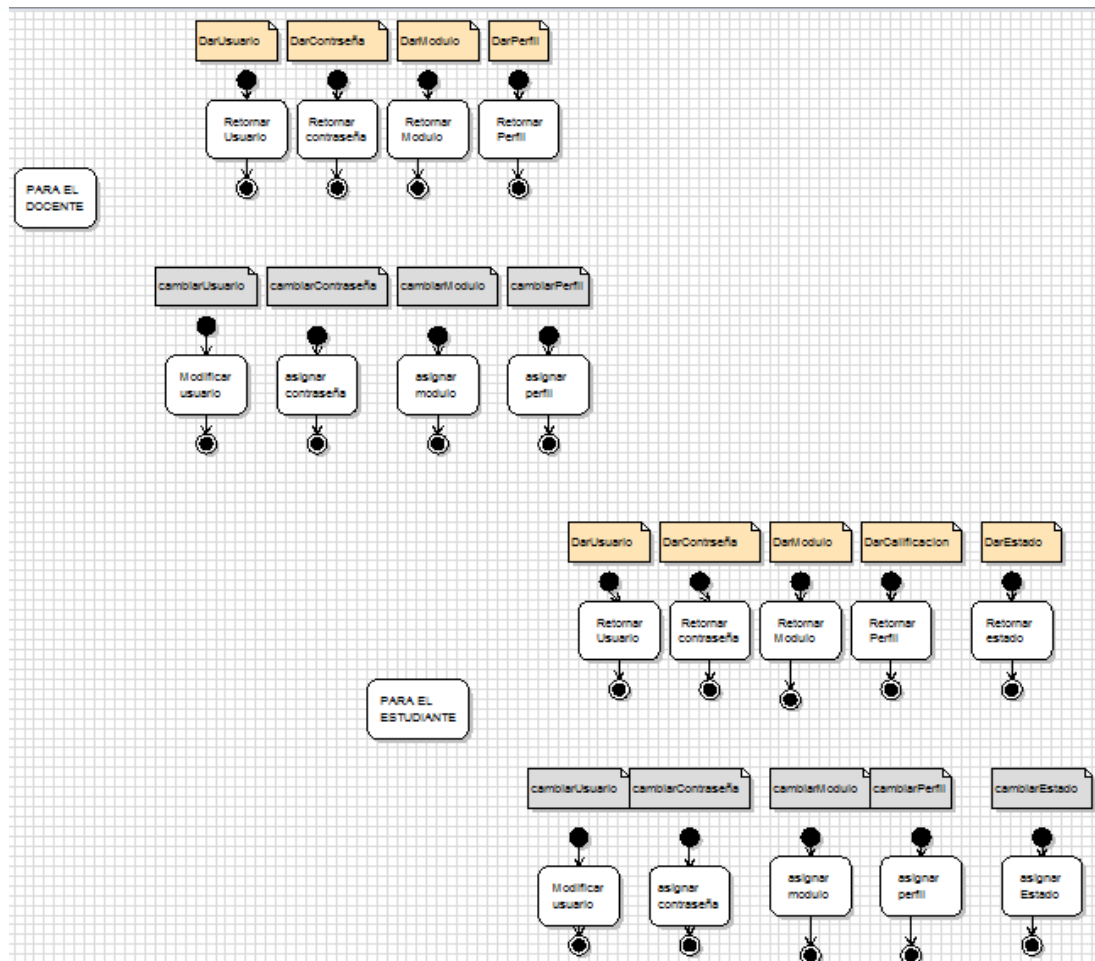 DarUsuario
DarContrseña
DarModulo
DarPerfil
Retornar
Usuario
Retornar
contraseña
Retornar
Modulo
Retornar
Perfil
PARA EL
DOCENTE
cambiarUsuario
cambiarContraseña
cambiarModulo
cambiarPerfil
Modificar
usuario
asignar
contraseña
asignar
modulo
asignar
perfil
DarUsuario
DarContrseña
DarModulo
DarCalificacion
DarEstado
Retornar
Usuario
Retornar
contraseña
Retornar
Modulo
Retornar
Perfil
Retornar
estado
PARA EL
ESTUDIANTE
cambiarUsuario
cambiarContraseña
cambiarModulo
cambiarPerfil
cambiarEstado
Modificar
usuario
asignar
contraseña
asignar
modulo
asignar
perfil
asignar
Estado